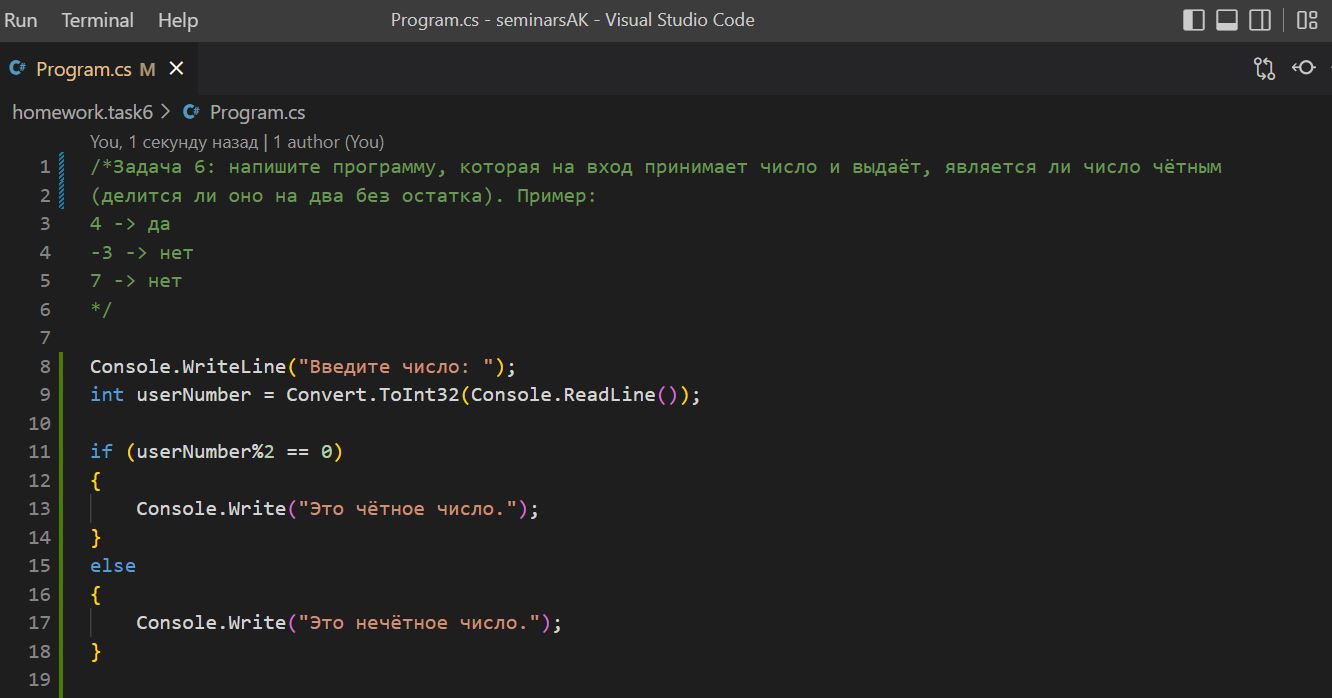 Run Terminal Help Program.cs - seminarsAK - Visual Studio Code
C# Program.cs M
homework.task6 > C# Program.cs
You, 1 секунду назад | 1 author (You)
1 /*Задача 6: напишите программу, которая на вход принимает число и выдаёт, является ли число чётным
2 (делится ли оно на два без остатка). Пример:
3 4 -> да
4 -3 -> нет
5 7 -> нет
6 */
7
8 Console.WriteLine("Введите число: ");
9 int userNumber = Convert.ToInt32(Console.ReadLine());
10
11 if (userNumber%2 == 0)
12 {
13 Console.Write("Это чётное число.");
14 }
15 else
16 {
17 Console.Write("Это нечётное число.");
18 }
19